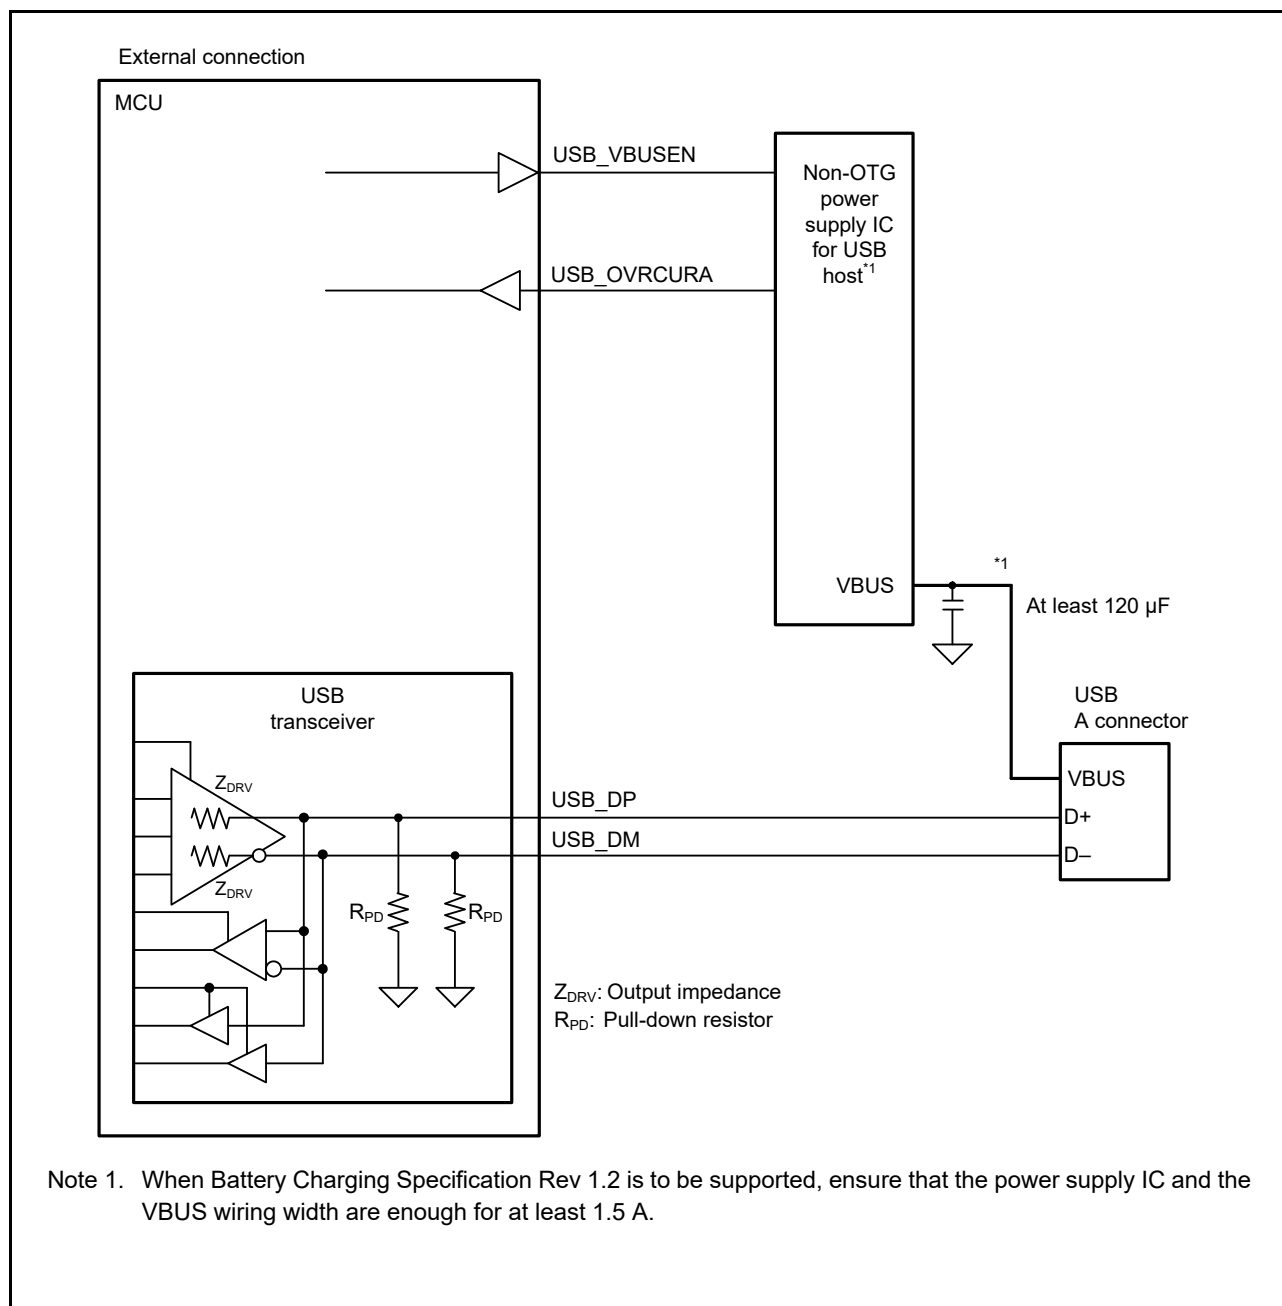 External connection
MCU
USB_VBUSEN
Non-OTG
power
supply IC
for USB
host*1
USB_OVRCURA
*1
VBUS
At least 120 µF
USB
transceiver
USB
A connector
VBUS
ZDRV
USB_DP
D+
USB_DM
D–
ZDRV
RPD
RPD
ZDRV: Output impedance
RPD: Pull-down resistor
Note 1. When Battery Charging Specification Rev 1.2 is to be supported, ensure that the power supply IC and the
VBUS wiring width are enough for at least 1.5 A.